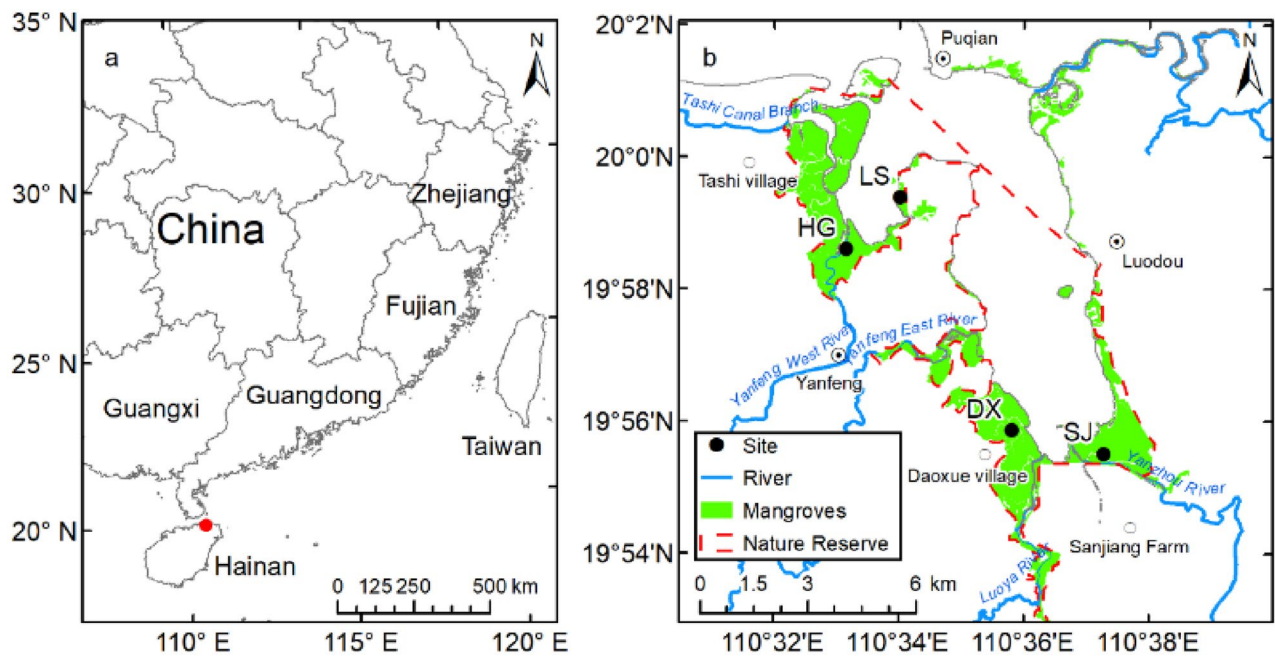 35° N
30° N
25° N
20° N
110° E
115° E
120° E
a
N
China
Zhejiang
Fujian
Guangxi
Guangdong
Taiwan
Hainan
0 125 250 500 km
20°2'N
20°0'N
19°58'N
19°56'N
19°54'N
110°32'E
110°34'E
110°36'E
110°38'E
b
N
Puqian
Tashi Canal Branch
Tashi village
LS
HG
Luodou
Yanfeng West River
Yanfeng East River
Yanfeng
DX
SJ
Daoxue village
Yanzhou River
Sanjiang Farm
Luoya River
Site
River
Mangroves
Nature Reserve
0 1.5 3 6 km